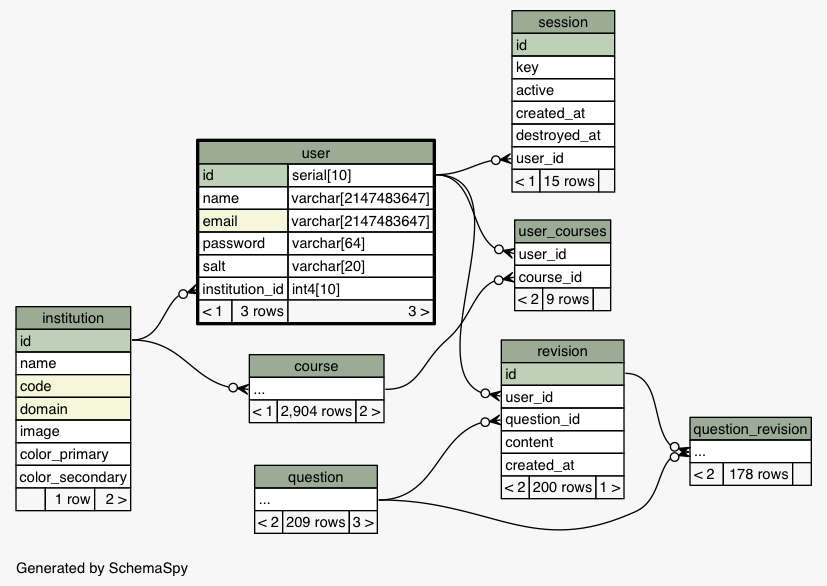 session
id
key
active
created_at
destroyed_at
user_id
< 1 15 rows
user
id serial[10]
name varchar[2147483647]
email varchar[2147483647]
password varchar[64]
salt varchar[20]
institution_id int4[10]
< 1 3 rows 3 >
user_courses
user_id
course_id
< 2 9 rows
institution
id
name
code
domain
image
color_primary
color_secondary
1 row 2 >
course
...
< 1 2,904 rows 2 >
revision
id
user_id
question_id
content
created_at
< 2 200 rows 1 >
question_revision
...
< 2 178 rows
question
...
< 2 209 rows 3 >
Generated by SchemaSpy